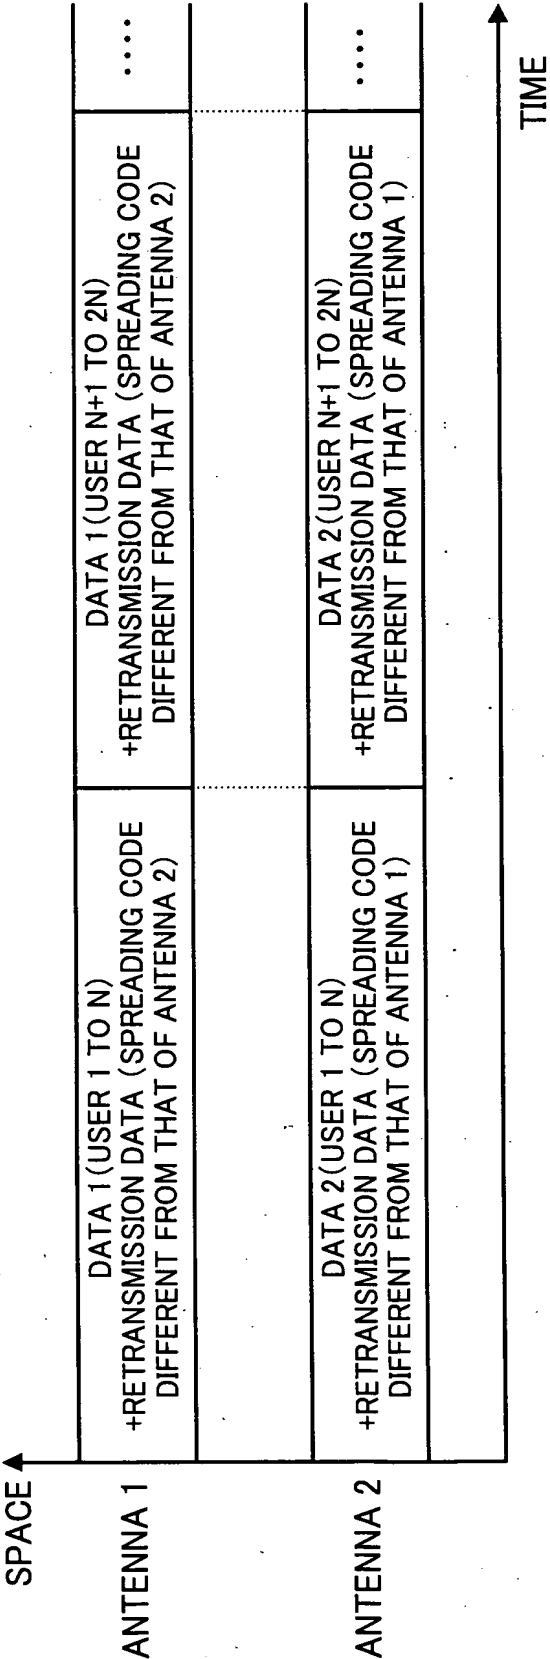 SPACE
ANTENNA 1
DATA 1(USER 1 TO N)
+RETRANSMISSION DATA (SPREADING CODE
DIFFERENT FROM THAT OF ANTENNA 2)
DATA 1(USER N+1 TO 2N)
+RETRANSMISSION DATA (SPREADING CODE
DIFFERENT FROM THAT OF ANTENNA 2)
....
ANTENNA 2
DATA 2(USER 1 TO N)
+RETRANSMISSION DATA (SPREADING CODE
DIFFERENT FROM THAT OF ANTENNA 1)
DATA 2(USER N+1 TO 2N)
+RETRANSMISSION DATA (SPREADING CODE
DIFFERENT FROM THAT OF ANTENNA 1)
....
TIME